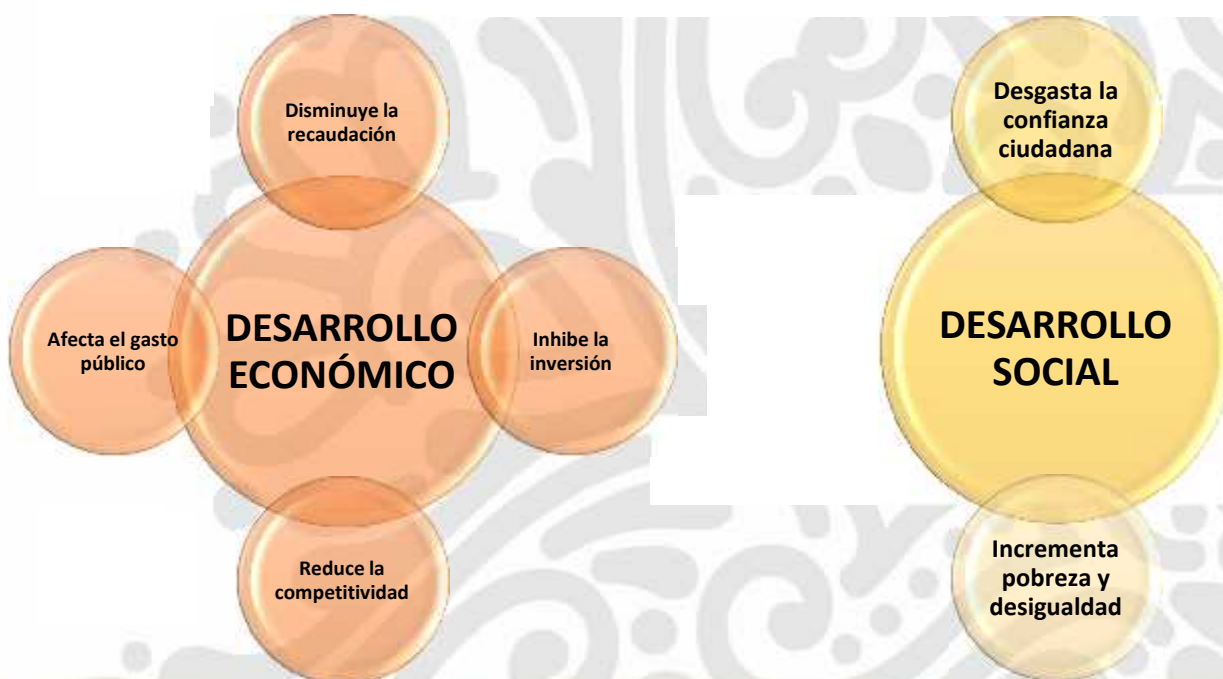 Disminuye la
recaudación
Afecta el gasto
público
DESARROLLO
ECONÓMICO
Inhibe la
inversión
Reduce la
competitividad
Desgasta la
confianza
ciudadana
DESARROLLO
SOCIAL
Incrementa
pobreza y
desigualdad